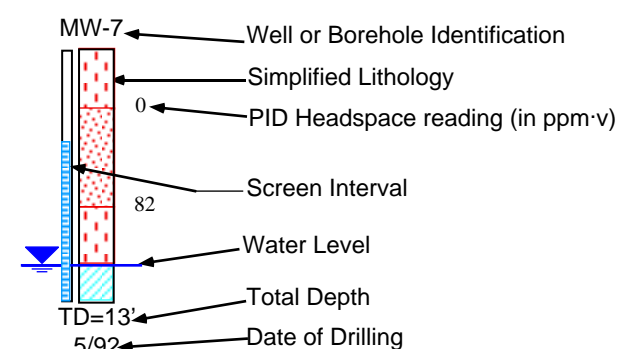 MW-7
Well or Borehole Identification
Simplified Lithology
0
PID Headspace reading (in ppm·v)
Screen Interval
82
Water Level
Total Depth
TD=13'
Date of Drilling
5/92